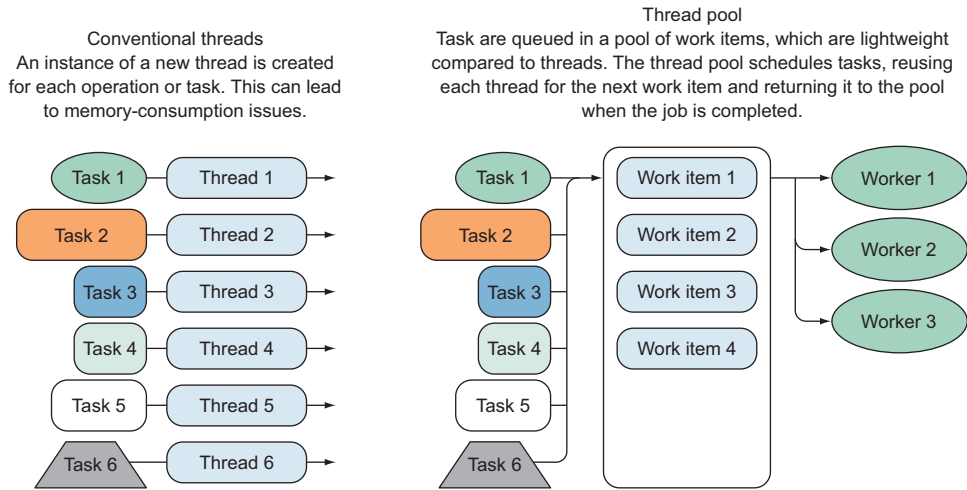 Conventional threads
An instance of a new thread is created
for each operation or task. This can lead
to memory-consumption issues.
Task 1
Thread 1
Task 2
Thread 2
Task 3
Thread 3
Task 4
Thread 4
Task 5
Thread 5
Task 6
Thread 6
Thread pool
Task are queued in a pool of work items, which are lightweight
compared to threads. The thread pool schedules tasks, reusing
each thread for the next work item and returning it to the pool
when the job is completed.
Task 1
Work item 1
Worker 1
Task 2
Work item 2
Worker 2
Task 3
Work item 3
Worker 3
Task 4
Work item 4
Task 5
Task 6